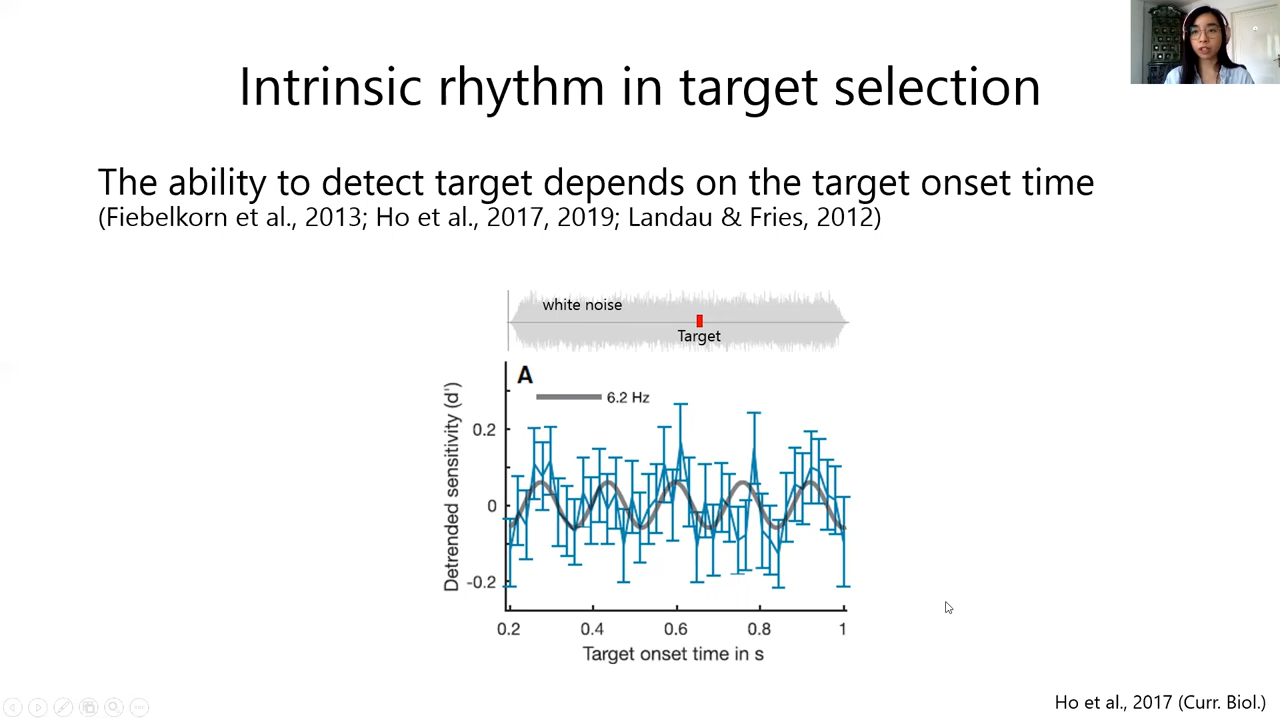 Intrinsic rhythm in target selection
The ability to detect target depends on the target onset time
(Fiebelkorn et al., 2013; Ho et al., 2017, 2019; Landau & Fries, 2012)
white noise
Target
A
6.2 Hz
Detrended sensitivity (d')
0.2
0
-0.2
0.2 0.4 0.6 0.8 1
Target onset time in s
Ho et al., 2017 (Curr. Biol.)